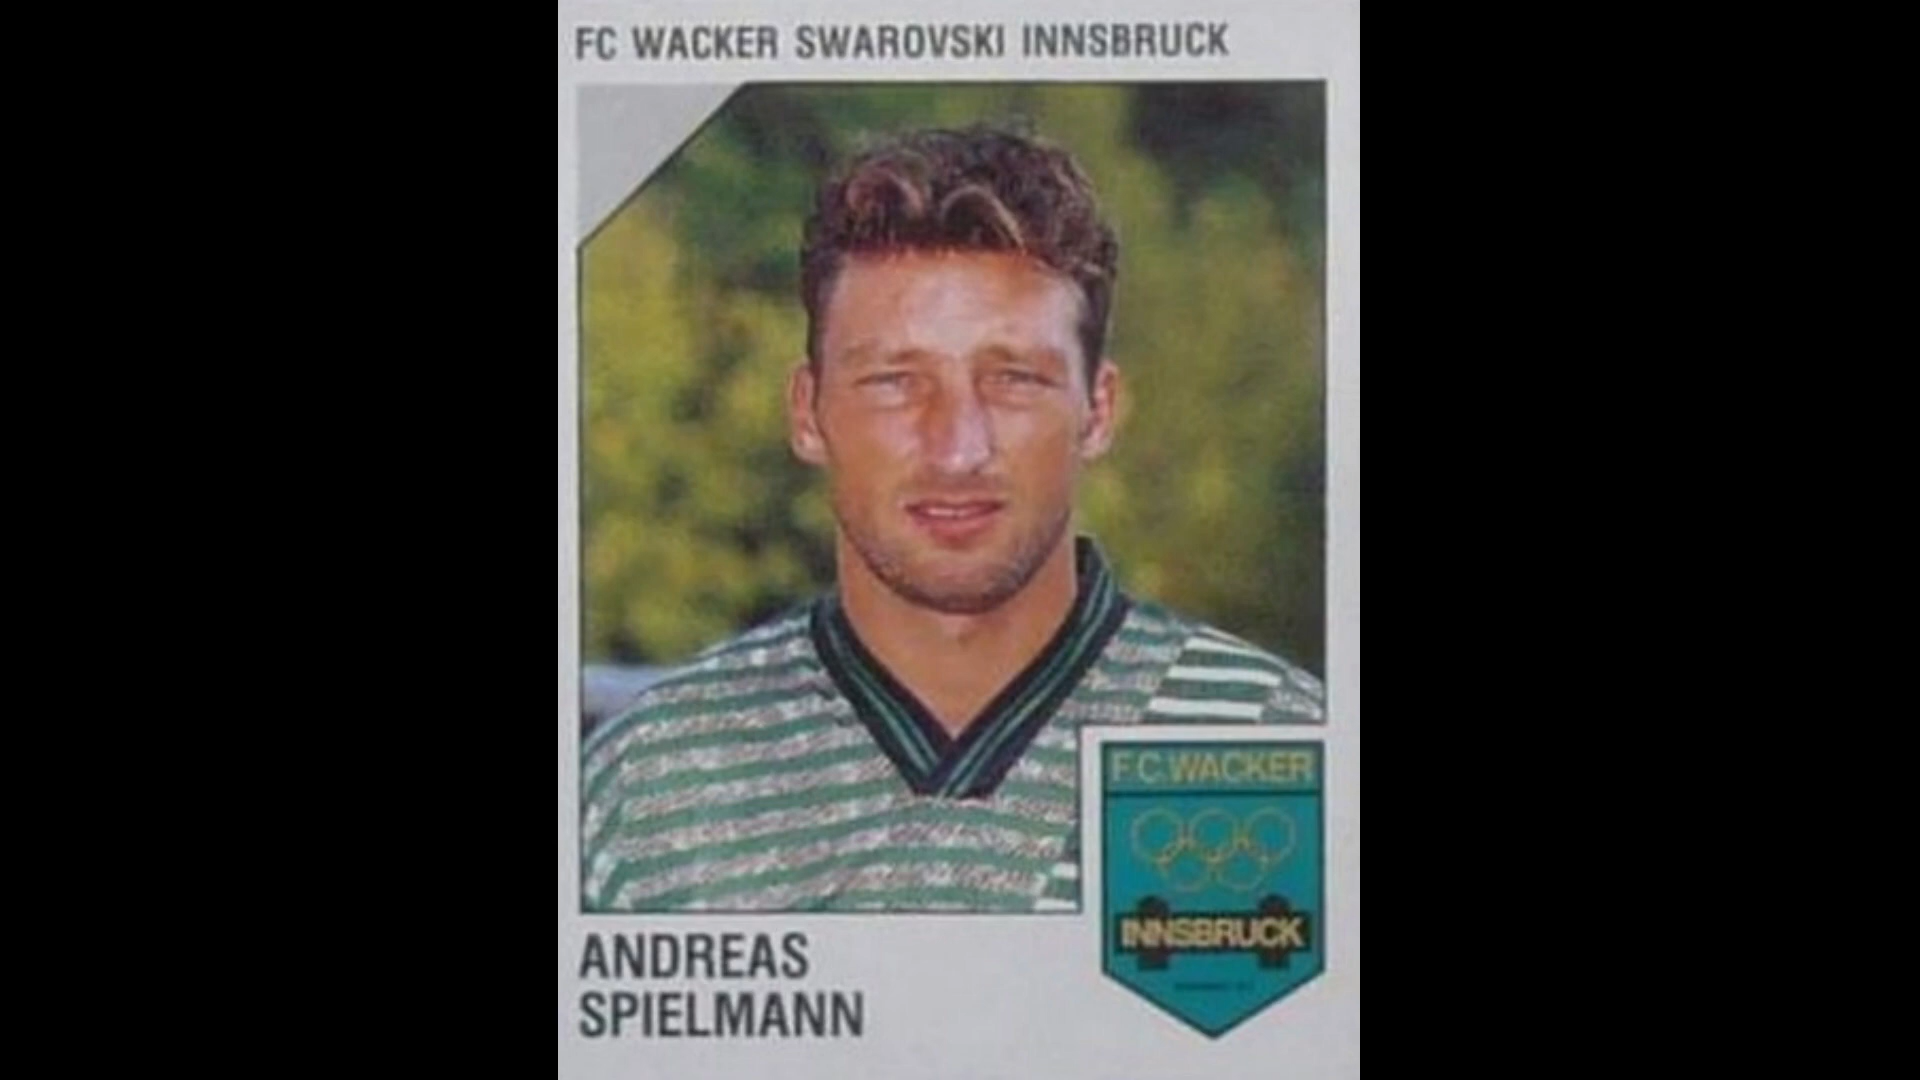 FC WACKER SWAROVSKI INNSBRUCK
F.C. WACKER
INNSBRUCK
ANDREAS
SPIELMANN